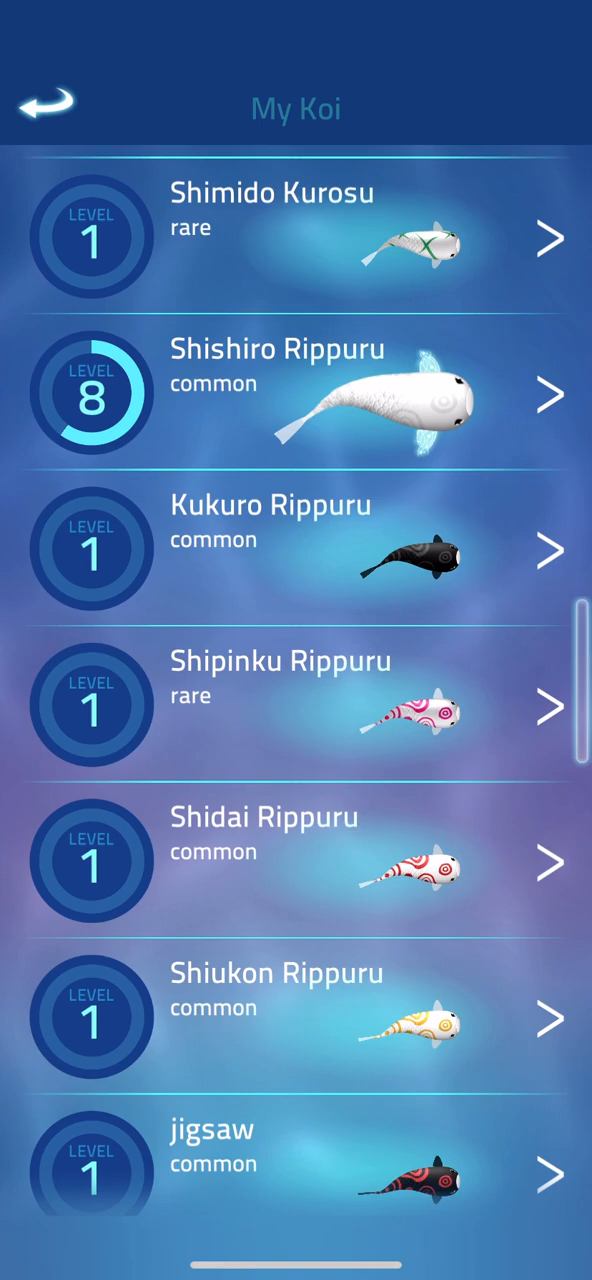 My Koi
LEVEL
1
Shimido Kurosu
rare
LEVEL
8
Shishiro Rippuru
common
LEVEL
1
Kukuro Rippuru
common
LEVEL
1
Shipinku Rippuru
rare
LEVEL
1
Shidai Rippuru
common
LEVEL
1
Shiukon Rippuru
common
LEVEL
1
jigsaw
common